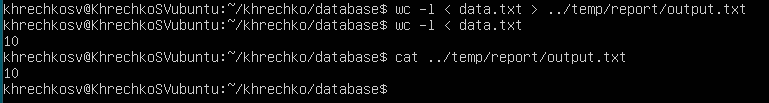 khrechkosv@KhrechkoSVubuntu:~/khrechko/database$ wc -l < data.txt > ../temp/report/output.txt
khrechkosv@KhrechkoSVubuntu:~/khrechko/database$ wc -l < data.txt
10
khrechkosv@KhrechkoSVubuntu:~/khrechko/database$ cat ../temp/report/output.txt
10
khrechkosv@KhrechkoSVubuntu:~/khrechko/database$